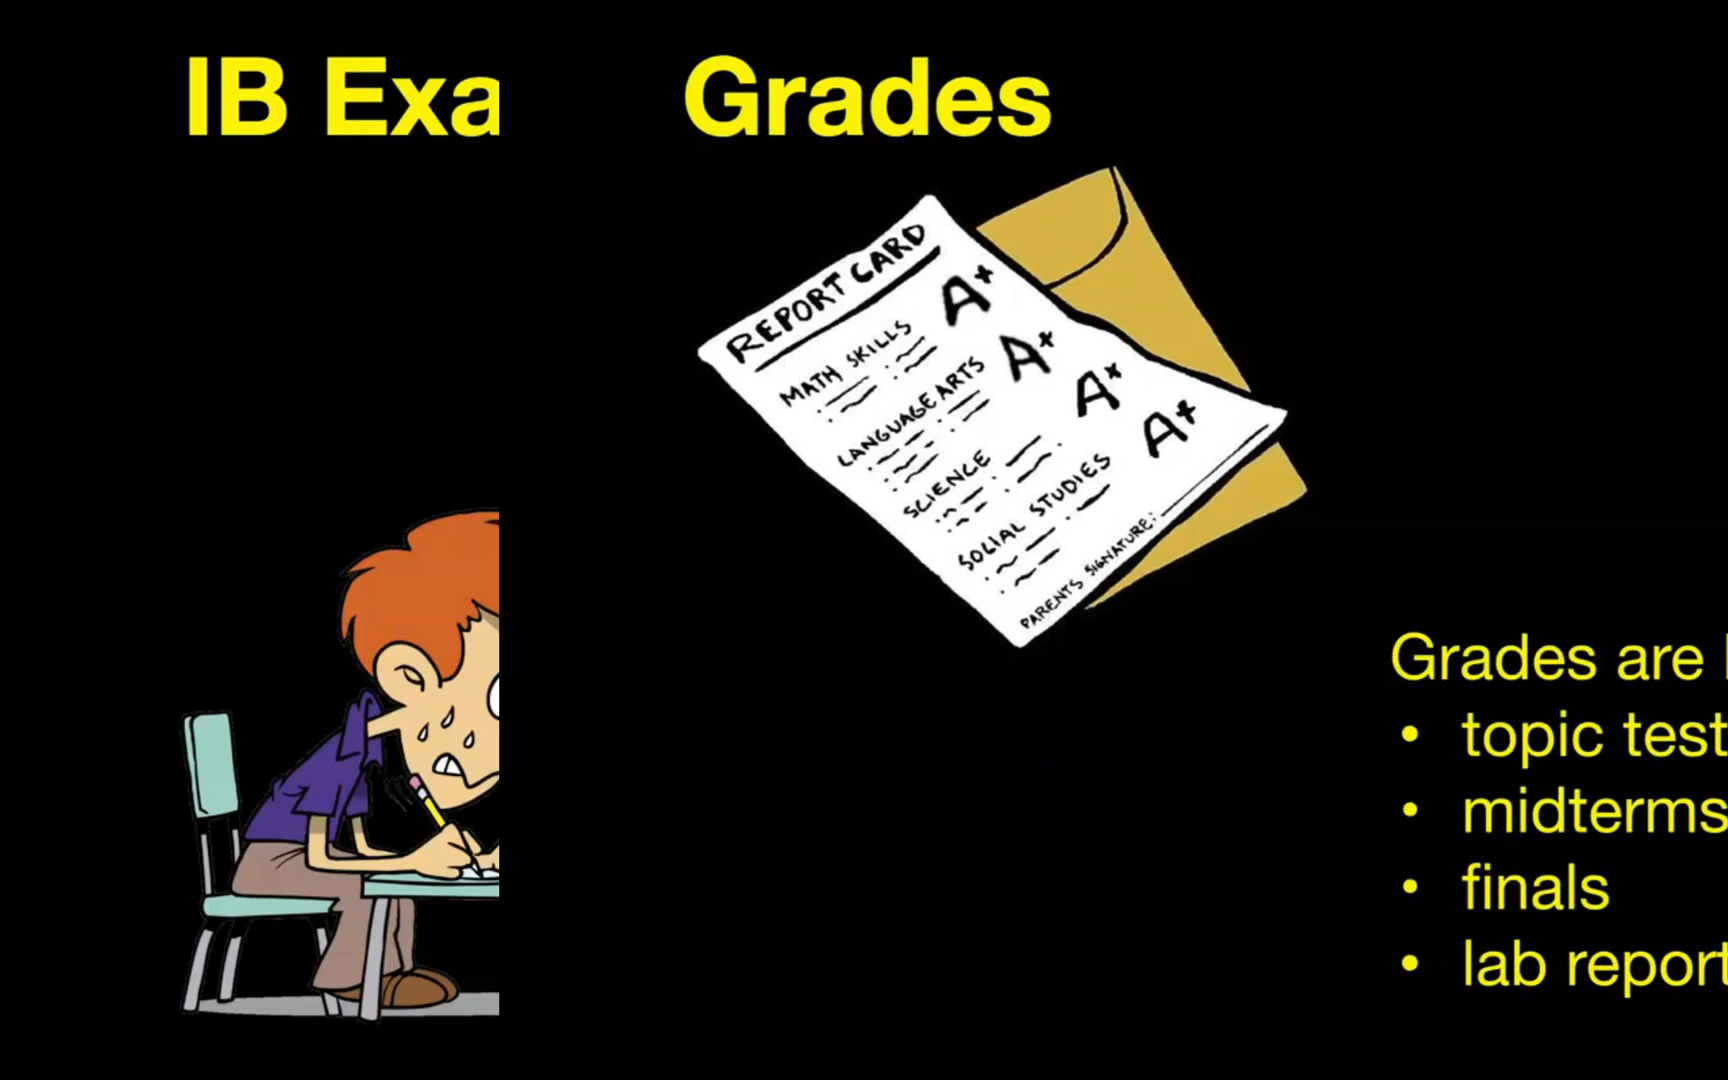 IB Exa
Grades
REPORT CARD
MATH SKILLS
A+
LANGUAGE ARTS
A+
SCIENCE
A+
SOCIAL STUDIES
A+
PARENTS SIGNATURE:
Grades are
• topic test
• midterms
• finals
• lab report